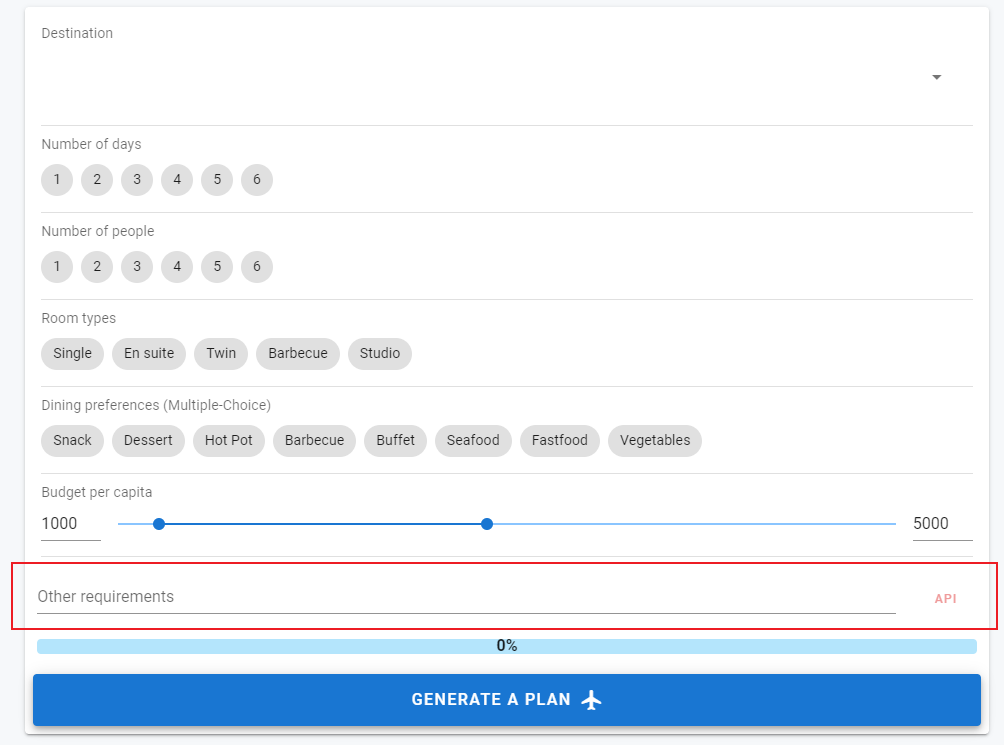 Destination
Number of days
1 2 3 4 5 6
Number of people
1 2 3 4 5 6
Room types
Single En suite Twin Barbecue Studio
Dining preferences (Multiple-Choice)
Snack Dessert Hot Pot Barbecue Buffet Seafood Fastfood Vegetables
Budget per capita
1000 5000
Other requirements API
0%
GENERATE A PLAN